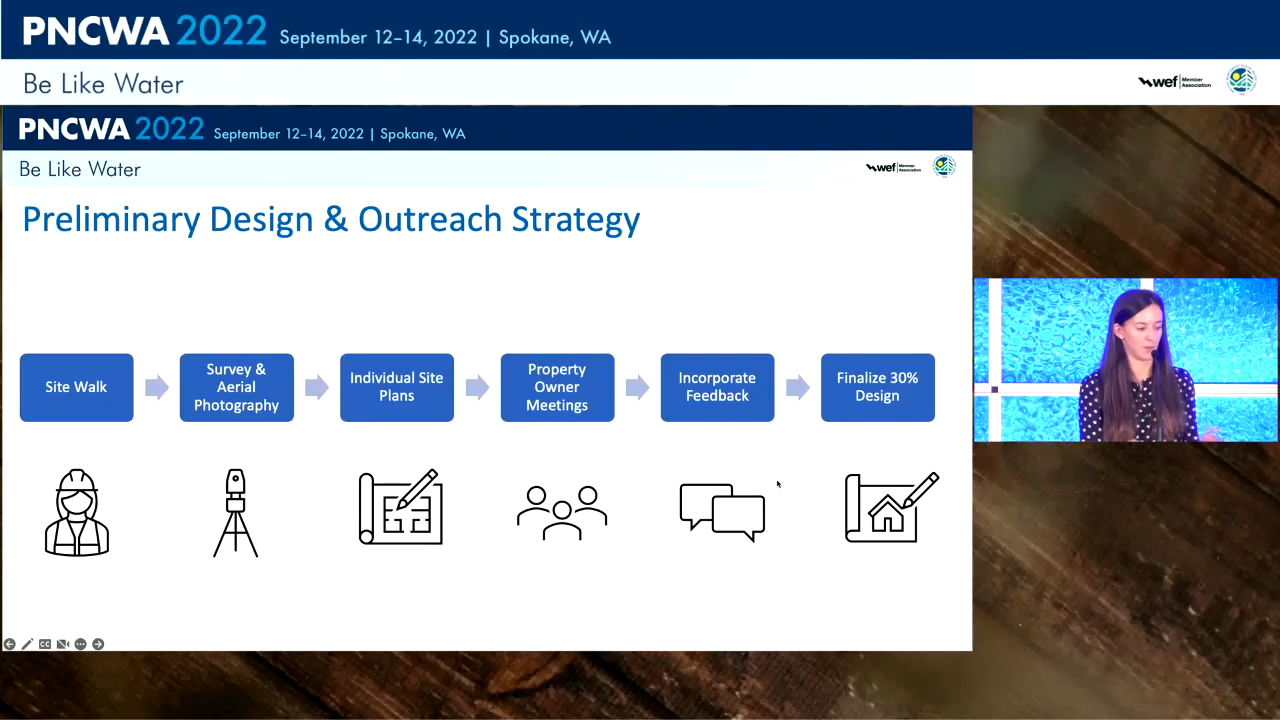 PNCWA 2022 September 12–14, 2022 | Spokane, WA
Be Like Water
wef Member Association
PNCWA 2022 September 12–14, 2022 | Spokane, WA
Be Like Water
wef Member Association
Preliminary Design & Outreach Strategy
Site Walk
Survey &
Aerial
Photography
Individual Site
Plans
Property
Owner
Meetings
Incorporate
Feedback
Finalize 30%
Design
CC